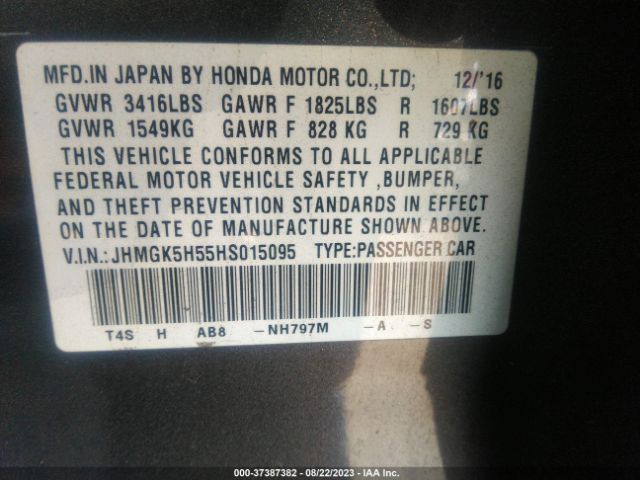 MFD.IN JAPAN BY HONDA MOTOR CO.,LTD; 12/'16
GVWR 3416LBS GAWR F 1825LBS R 1607LBS
GVWR 1549KG GAWR F 828 KG R 729 KG
THIS VEHICLE CONFORMS TO ALL APPLICABLE
FEDERAL MOTOR VEHICLE SAFETY ,BUMPER,
AND THEFT PREVENTION STANDARDS IN EFFECT
ON THE DATE OF MANUFACTURE SHOWN ABOVE.
V.I.N.:JHMGK5H55HS015095 TYPE:PASSENGER CAR
T4S H AB8 -NH797M -A -S
000-37387382 - 08/22/2023 - IAA Inc.